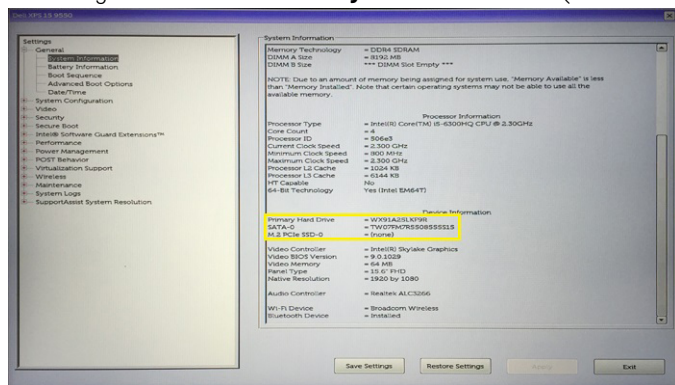 Dell XPS 15 9550
Settings
General
System Information
Battery Information
Boot Sequence
Advanced Boot Options
Date/Time
System Configuration
Video
Security
Secure Boot
Intel® Software Guard Extensions™
Performance
Power Management
POST Behavior
Virtualization Support
Wireless
Maintenance
System Logs
SupportAssist System Resolution
System Information
Memory Technology = DDR4 SDRAM
DIMM A Size = 8192 MB
DIMM B Size *** DIMM Slot Empty ***
NOTE: Due to an amount of memory being assigned for system use, "Memory Available" is less
than "Memory Installed". Note that certain operating systems may not be able to use all the
available memory.
Processor Information
Processor Type = Intel(R) Core(TM) i5-6300HQ CPU @ 2.30GHz
Core Count = 4
Processor ID = 506e3
Current Clock Speed = 2.300 GHz
Minimum Clock Speed = 800 MHz
Maximum Clock Speed = 2.300 GHz
Processor L2 Cache = 1024 KB
Processor L3 Cache = 6144 KB
HT Capable No
64-Bit Technology Yes (Intel EM64T)
Device Information
Primary Hard Drive
SATA-0
M.2 PCIe SSD-0 = (none)
Video Controller = Intel(R) Skylake Graphics
Video BIOS Version = 9.0.1029
Video Memory = 64 MB
Panel Type = 15.6" FHD
Native Resolution = 1920 by 1080
Audio Controller = Realtek ALC3266
Wi-Fi Device = Broadcom Wireless
Bluetooth Device = Installed
Save Settings Restore Settings Apply Exit